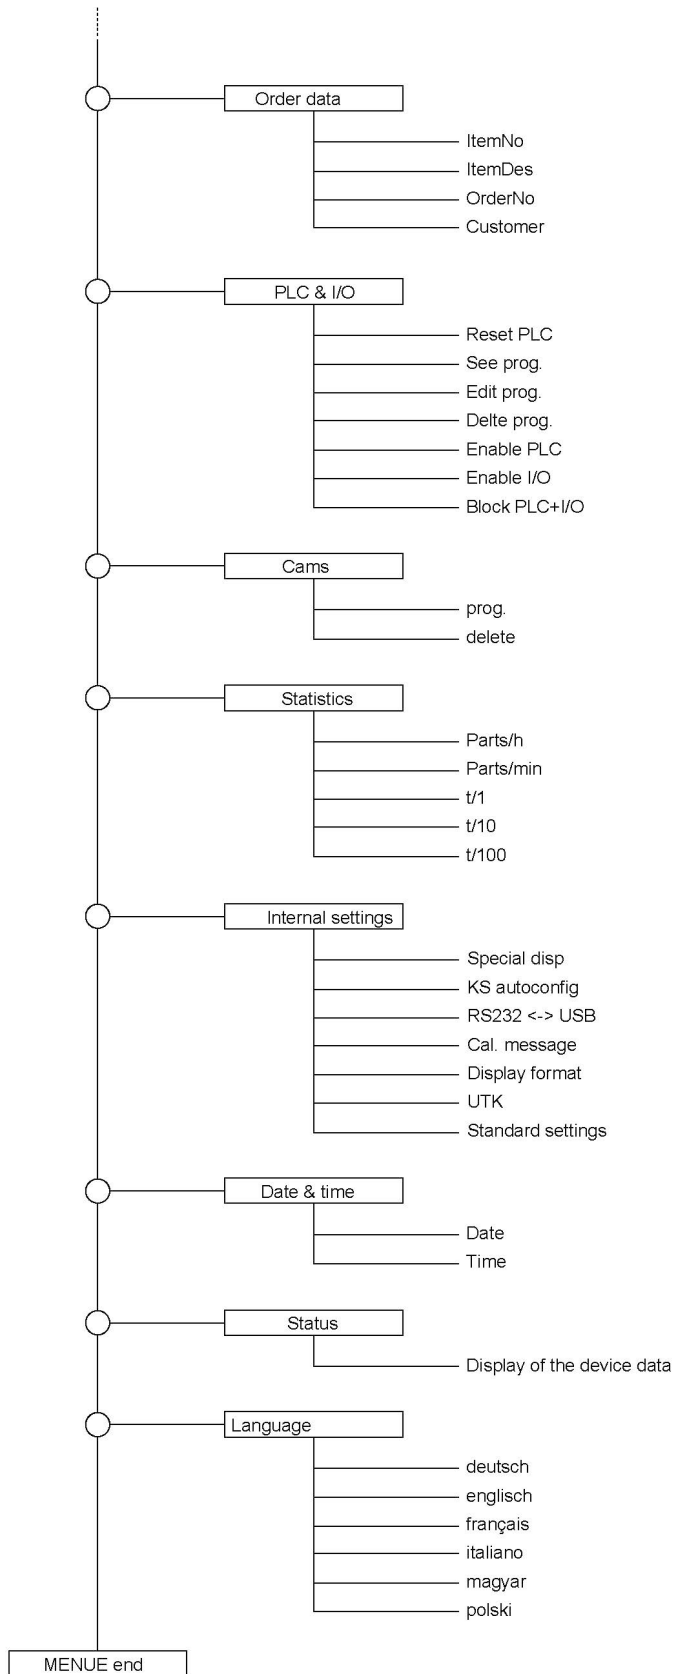 Order data
ItemNo
ItemDes
OrderNo
Customer
PLC & I/O
Reset PLC
See prog.
Edit prog.
Delte prog.
Enable PLC
Enable I/O
Block PLC+I/O
Cams
prog.
delete
Statistics
Parts/h
Parts/min
t/1
t/10
t/100
Internal settings
Special disp
KS autoconfig
RS232 <-> USB
Cal. message
Display format
UTK
Standard settings
Date & time
Date
Time
Status
Display of the device data
Language
deutsch
englisch
français
italiano
magyar
polski
MENUE end